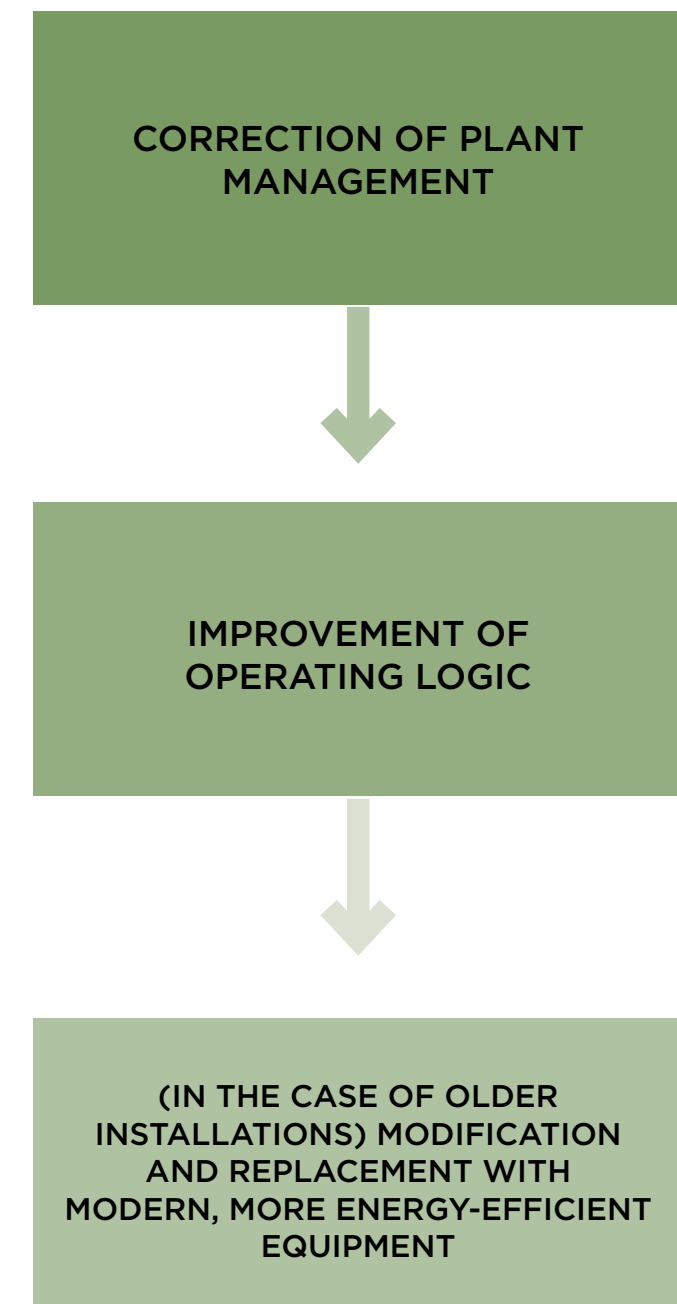 CORRECTION OF PLANT
MANAGEMENT
IMPROVEMENT OF
OPERATING LOGIC
(IN THE CASE OF OLDER
INSTALLATIONS) MODIFICATION
AND REPLACEMENT WITH
MODERN, MORE ENERGY-EFFICIENT
EQUIPMENT